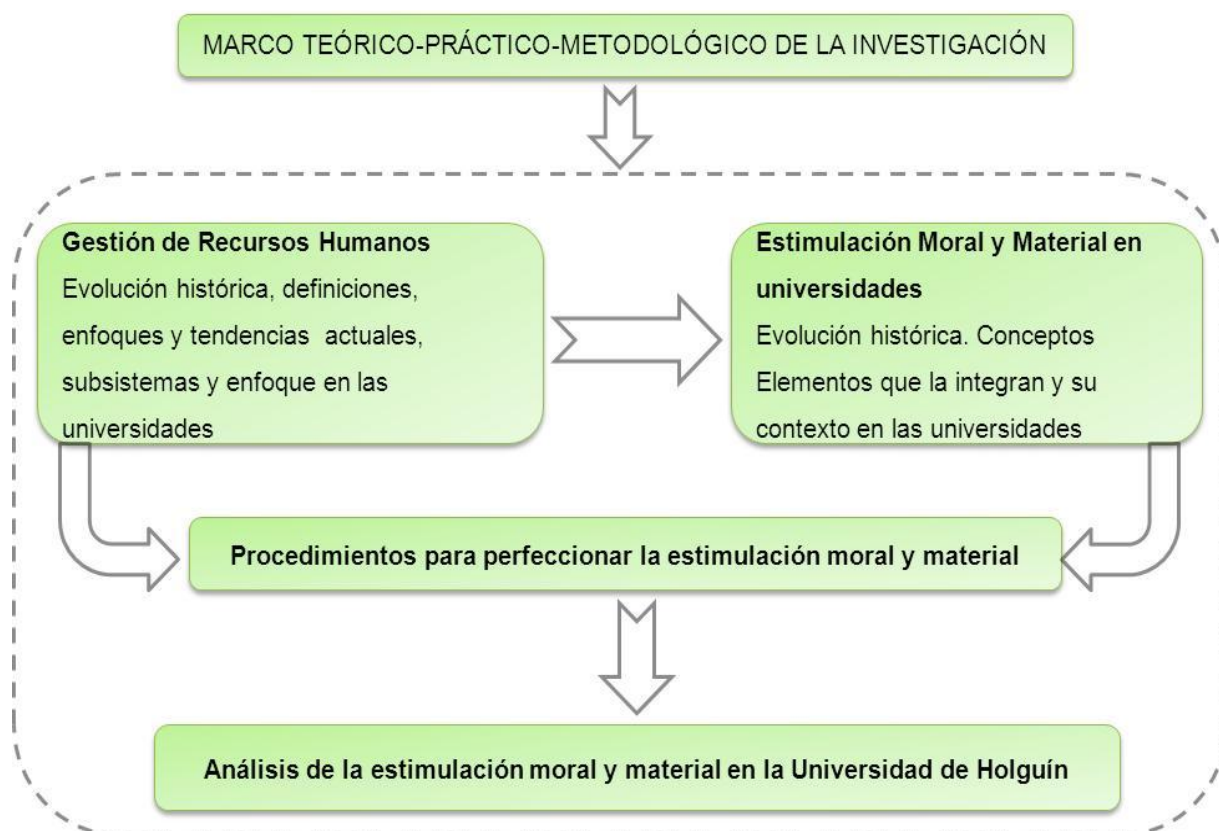 MARCO TEÓRICO-PRÁCTICO-METODOLÓGICO DE LA INVESTIGACIÓN
Gestión de Recursos Humanos
Evolución histórica, definiciones,
enfoques y tendencias actuales,
subsistemas y enfoque en las
universidades
Estimulación Moral y Material en
universidades
Evolución histórica. Conceptos
Elementos que la integran y su
contexto en las universidades
Procedimientos para perfeccionar la estimulación moral y material
Análisis de la estimulación moral y material en la Universidad de Holguín